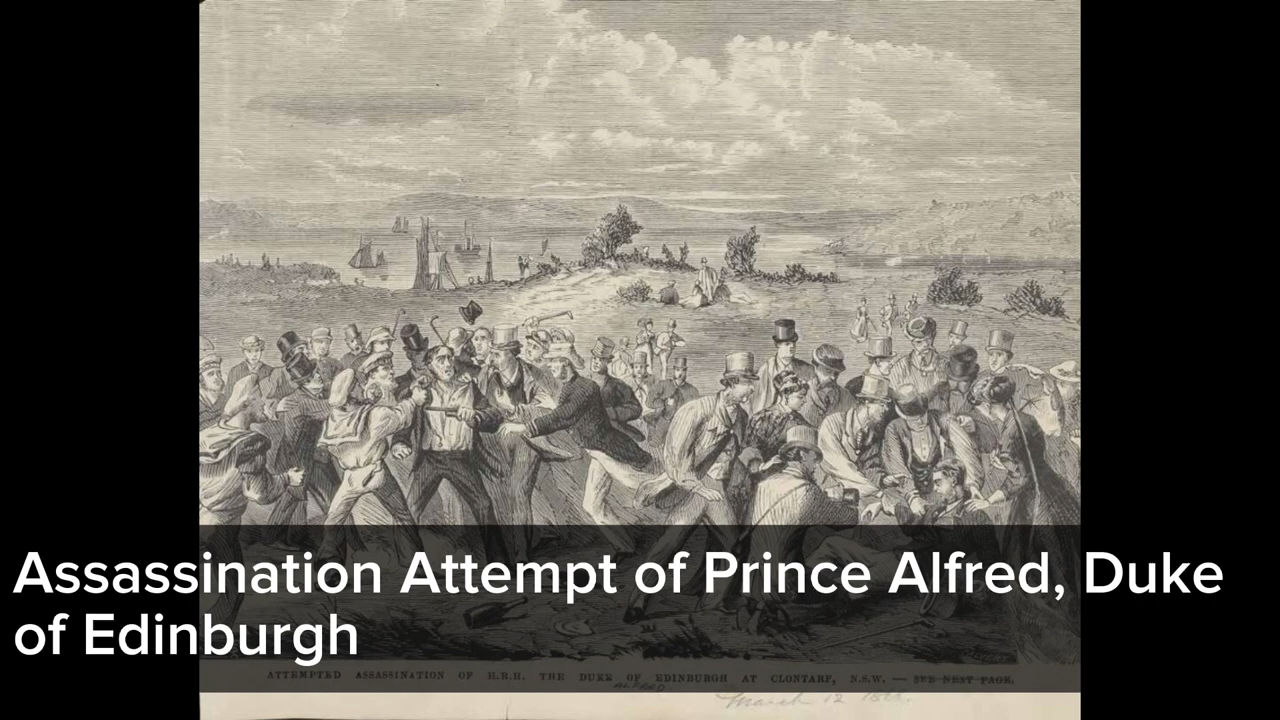 Assassination Attempt of Prince Alfred, Duke
of Edinburgh
ATTEMPTED ASSASSINATION OF H.R.H. THE DUKE OF EDINBURGH AT CLONTARF, N.S.W. — SEE NEXT PAGE.
ALFRED
March 12 1868.